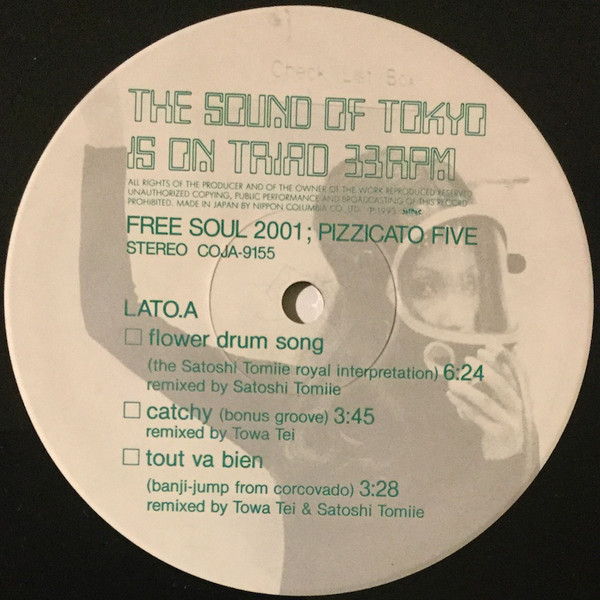 Check List Box
THE SOUND OF TOKYO
IS ON TRIAD 33RPM
ALL RIGHTS OF THE PRODUCER AND OF THE OWNER OF THE WORK REPRODUCED RESERVED
UNAUTHORIZED COPYING, PUBLIC PERFORMANCE AND BROADCASTING OF THIS RECORD
PROHIBITED. MADE IN JAPAN BY NIPPON COLUMBIA CO., LTD. ℗1993
FREE SOUL 2001; PIZZICATO FIVE
STEREO COJA-9155
LATO.A
□ flower drum song
(the Satoshi Tomiie royal interpretation) 6:24
remixed by Satoshi Tomiie
□ catchy (bonus groove) 3:45
remixed by Towa Tei
□ tout va bien
(banji-jump from corcovado) 3:28
remixed by Towa Tei & Satoshi Tomiie